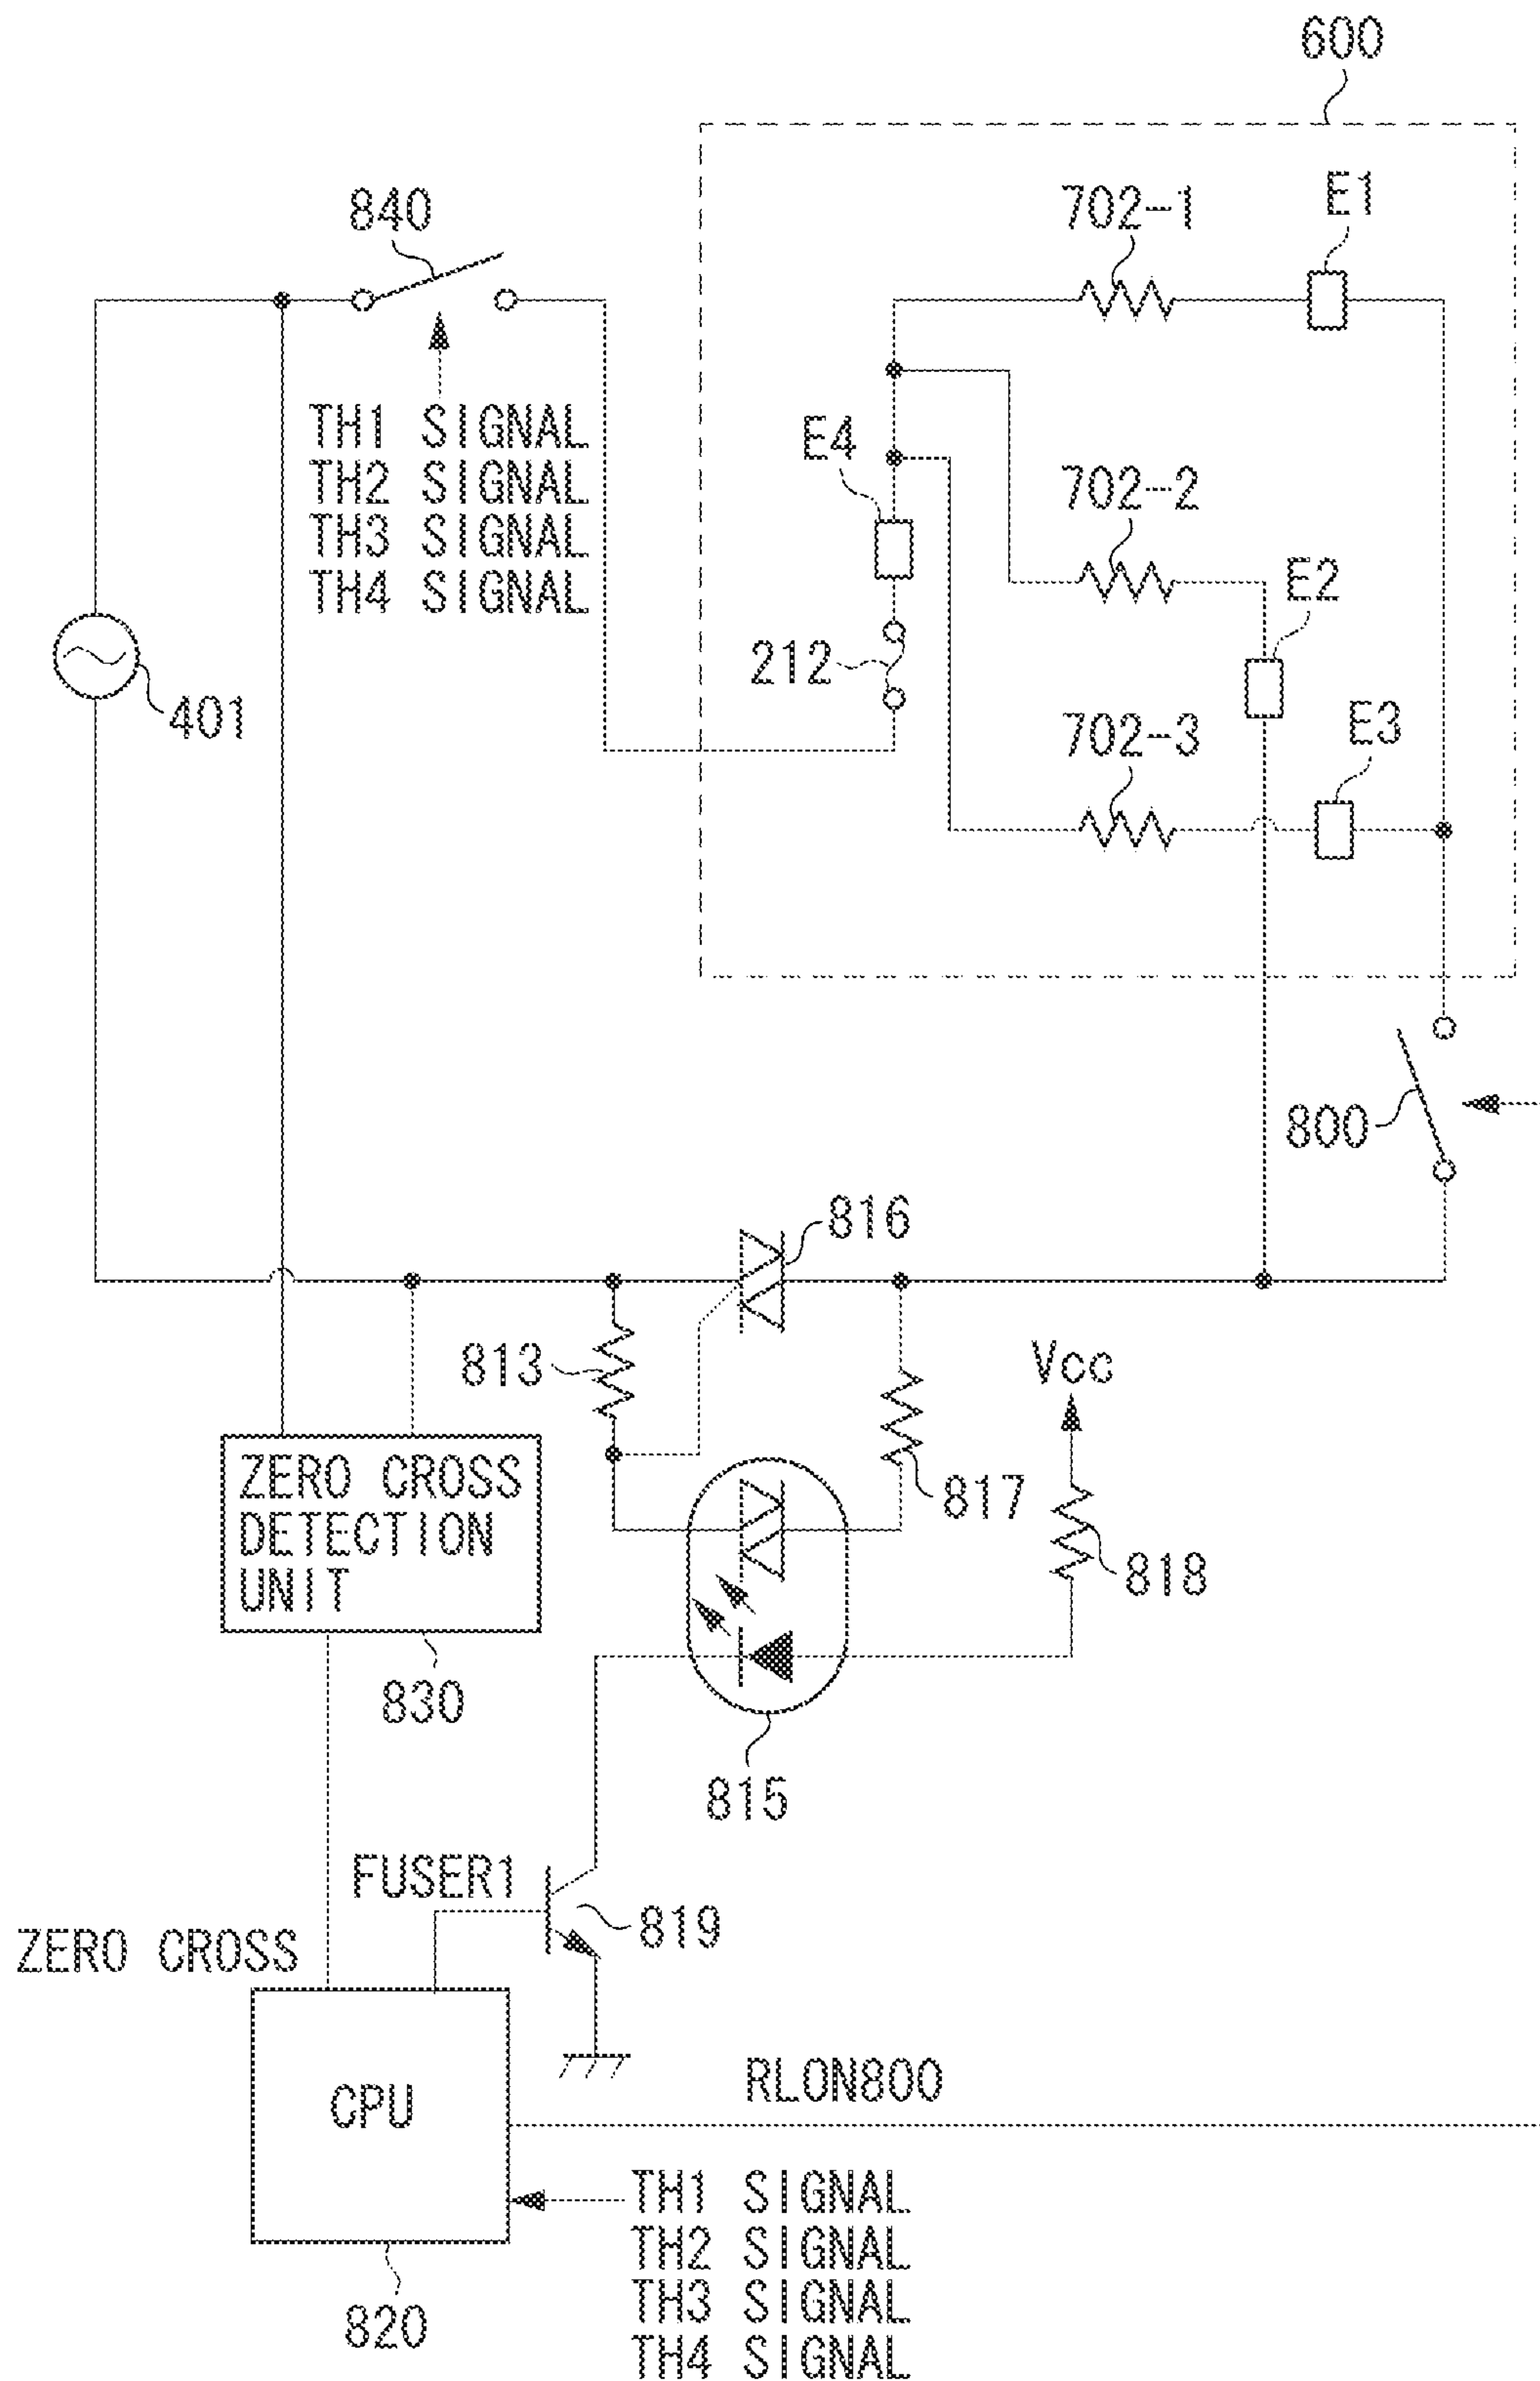 600
840
702-1
E1
TH1 SIGNAL
TH2 SIGNAL
TH3 SIGNAL
TH4 SIGNAL
E4
702-2
E2
212
401
702-3
E3
800
816
813
Vcc
ZERO CROSS
DETECTION
UNIT
817
818
830
815
FUSER1
819
ZERO CROSS
CPU
RLON800
TH1 SIGNAL
TH2 SIGNAL
TH3 SIGNAL
TH4 SIGNAL
820